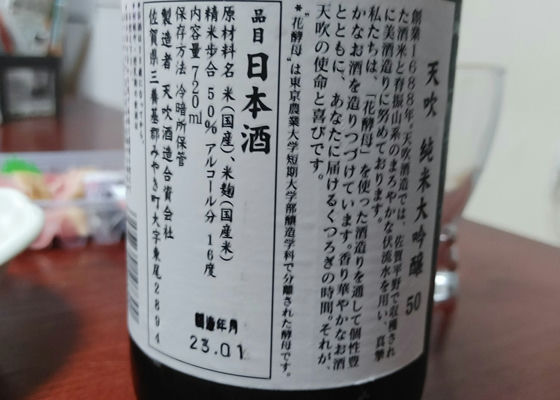 天吹 純米大吟醸 50
創業1688年、天吹酒造では、佐賀平野で収穫され
た酒米と脊振山系のまろやかな伏流水を用い、真摯
に美酒造りに努めております。
私たちは、「花酵母」を使った酒造りを通して個性豊
かなお酒を造りつづけています。香り華やかなお酒
とともに、あなたに届けるくつろぎの時間。それが、
天吹の使命と喜びです。
*"花酵母"は東京農業大学短期大学部醸造学科で分離された酵母です。
品目 日本酒
原材料名 米(国産)、米麹(国産米)
精米歩合 50% アルコール分 16度
内容量 720ml
保存方法 冷暗所保管
製造者 天吹酒造合資会社
佐賀県三養基郡みやき町大字東尾2894
製造年月
23.01